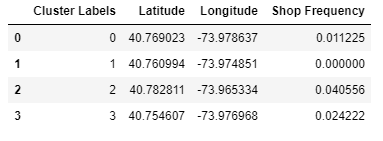 Cluster Labels Latitude Longitude Shop Frequency
0 0 40.769023 -73.978637 0.011225
1 1 40.760994 -73.974851 0.000000
2 2 40.782811 -73.965334 0.040556
3 3 40.754607 -73.976968 0.024222